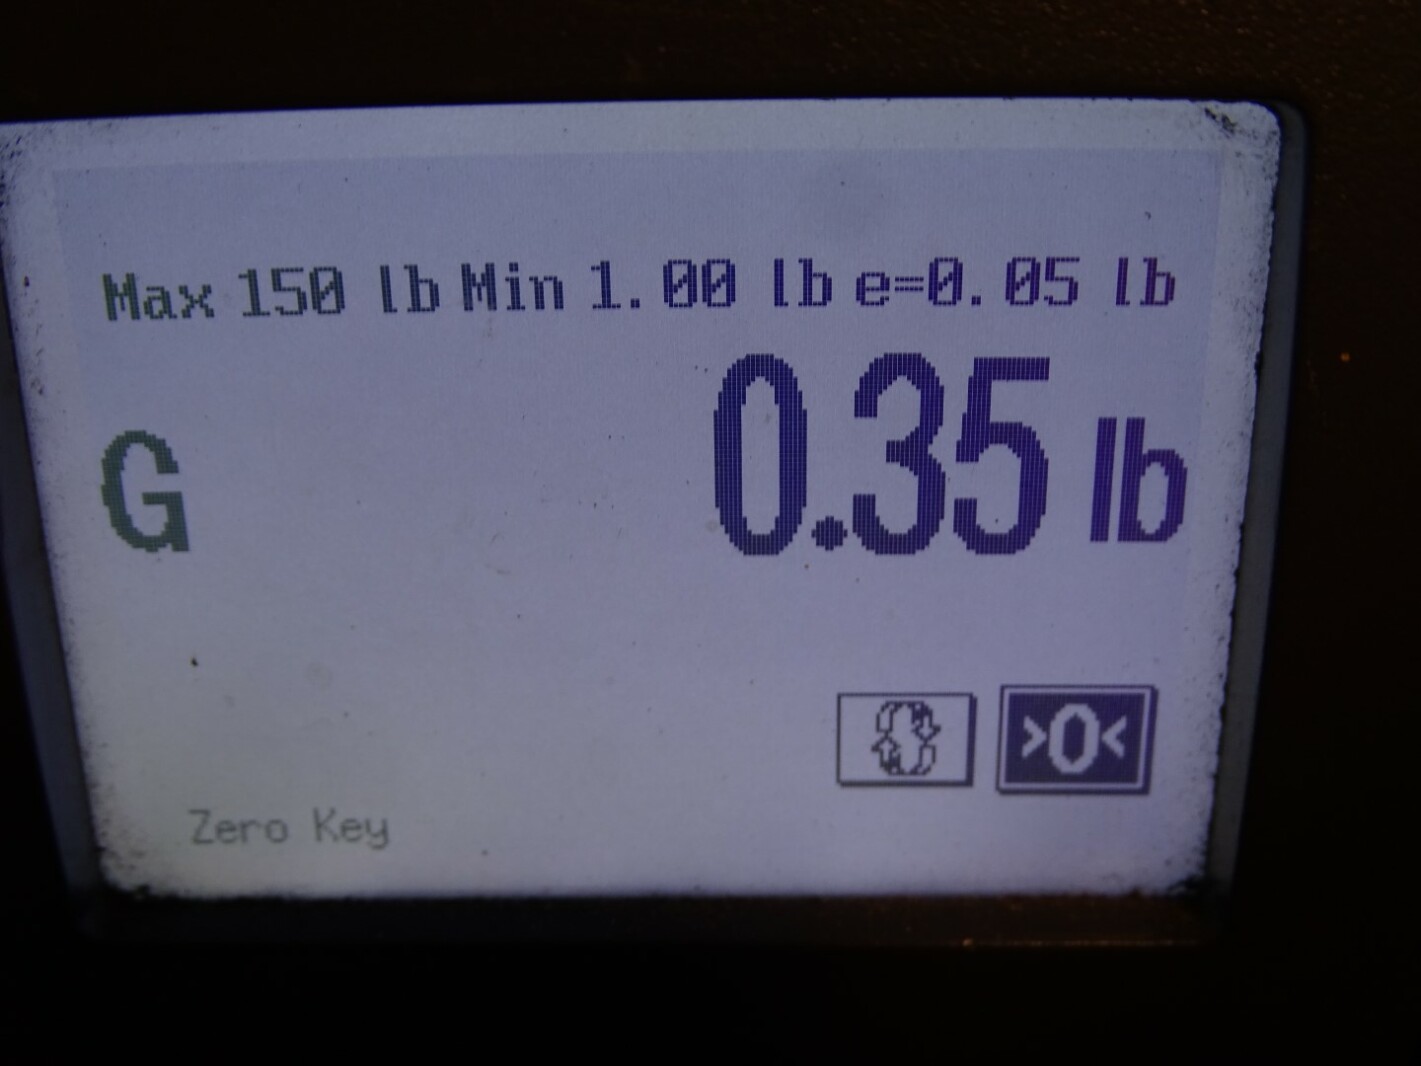 Max 150 lb Min 1.00 lb e=0.05 lb
G 0.35 lb
>0<
Zero Key